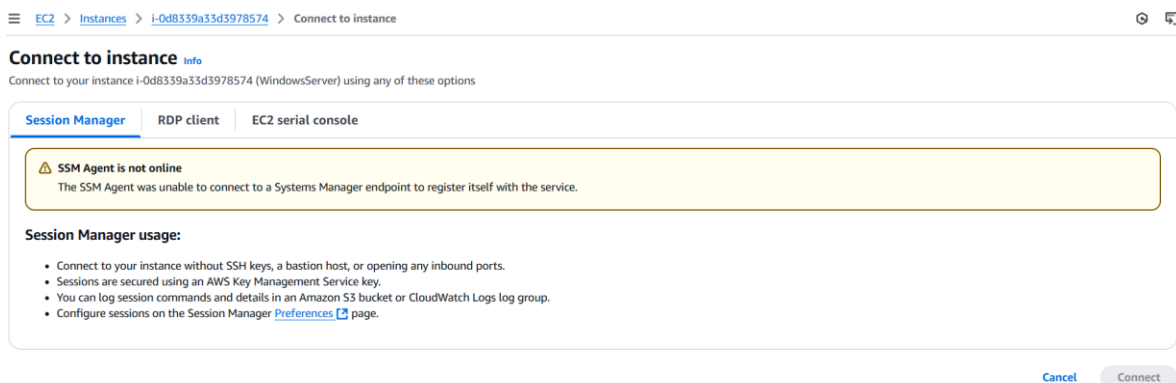 EC2 > Instances > i-0d8339a33d3978574 > Connect to instance
Connect to instance Info
Connect to your instance i-0d8339a33d3978574 (WindowsServer) using any of these options
Session Manager RDP client EC2 serial console
SSM Agent is not online
The SSM Agent was unable to connect to a Systems Manager endpoint to register itself with the service.
Session Manager usage:
• Connect to your instance without SSH keys, a bastion host, or opening any inbound ports.
• Sessions are secured using an AWS Key Management Service key.
• You can log session commands and details in an Amazon S3 bucket or CloudWatch Logs log group.
• Configure sessions on the Session Manager Preferences page.
Cancel Connect